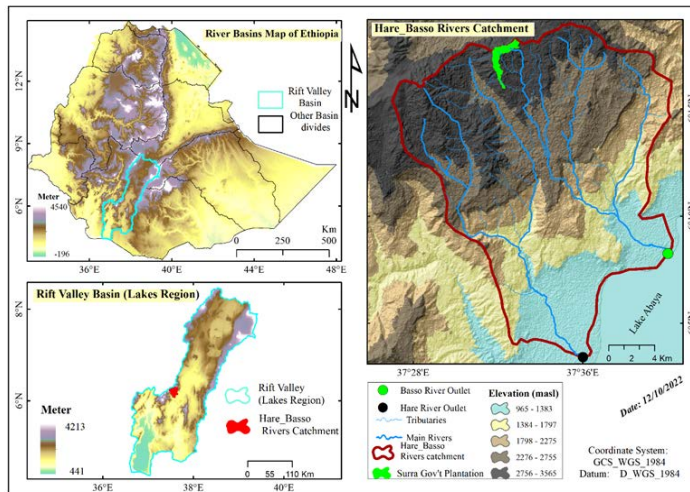 River Basins Map of Ethiopia
14°N
9°N
6°N
Rift Valley
Basin
Other Basin
divides
N
Meter
4540
-196
0 250 500
Km
36°E 40°E 44°E 48°E
Rift Valley Basin (Lakes Region)
8°N
6°N
Rift Valley
(Lakes Region)
Hare_Basso
Rivers Catchment
Meter
4213
441
0 55 110 Km
36°E 38°E 40°E
Hare_Basso Rivers Catchment
Lake Abaya
0 2 4
Km
37°28'E 37°36'E
Basso River Outlet
Hare River Outlet
Tributaries
Main Rivers
Hare_Basso
Rivers catchment
Surra Gov't Plantation
Elevation (masl)
965 - 1383
1384 - 1797
1798 - 2275
2276 - 2755
2756 - 3565
Date: 12/10/2022
Coordinate System:
GCS_WGS_1984
Datum: D_WGS_1984